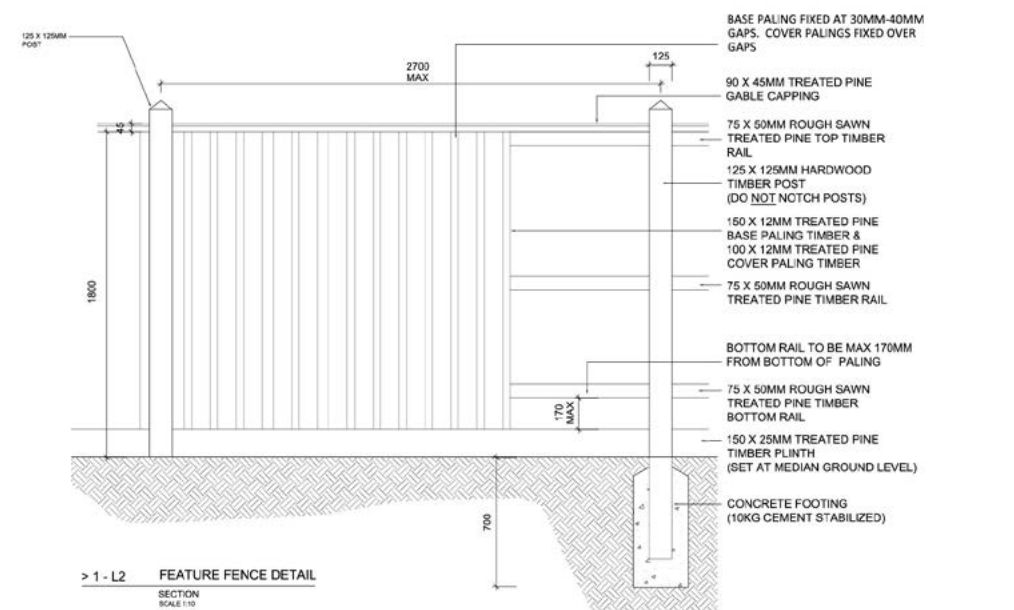 125 X 125MM
POST
2700
MAX
125
BASE PALING FIXED AT 30MM-40MM
GAPS. COVER PALINGS FIXED OVER
GAPS
90 X 45MM TREATED PINE
GABLE CAPPING
45
75 X 50MM ROUGH SAWN
TREATED PINE TOP TIMBER
RAIL
125 X 125MM HARDWOOD
TIMBER POST
(DO NOT NOTCH POSTS)
150 X 12MM TREATED PINE
BASE PALING TIMBER &
100 X 12MM TREATED PINE
COVER PALING TIMBER
1800
75 X 50MM ROUGH SAWN
TREATED PINE TIMBER RAIL
BOTTOM RAIL TO BE MAX 170MM
FROM BOTTOM OF PALING
170
MAX
75 X 50MM ROUGH SAWN
TREATED PINE TIMBER
BOTTOM RAIL
150 X 25MM TREATED PINE
TIMBER PLINTH
(SET AT MEDIAN GROUND LEVEL)
700
CONCRETE FOOTING
(10KG CEMENT STABILIZED)
> 1 - L2 FEATURE FENCE DETAIL
SECTION
SCALE 1:10